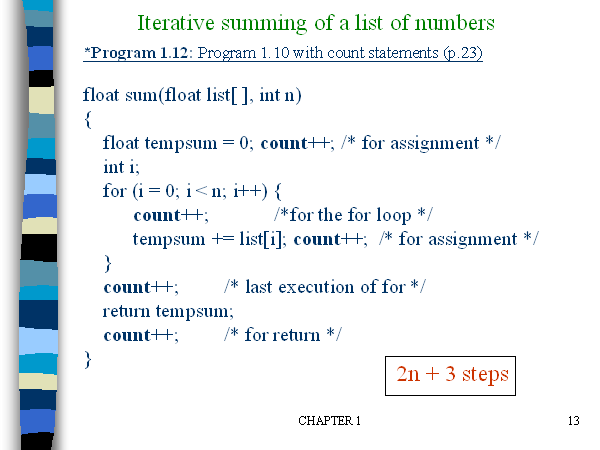 Iterative summing of a list of numbers
*Program 1.12: Program 1.10 with count statements (p.23)
float sum(float list[ ], int n)
{
float tempsum = 0; count++; /* for assignment */
int i;
for (i = 0; i < n; i++) {
count++; /*for the for loop */
tempsum += list[i]; count++; /* for assignment */
}
count++; /* last execution of for */
return tempsum;
count++; /* for return */
}
2n + 3 steps
CHAPTER 1 13